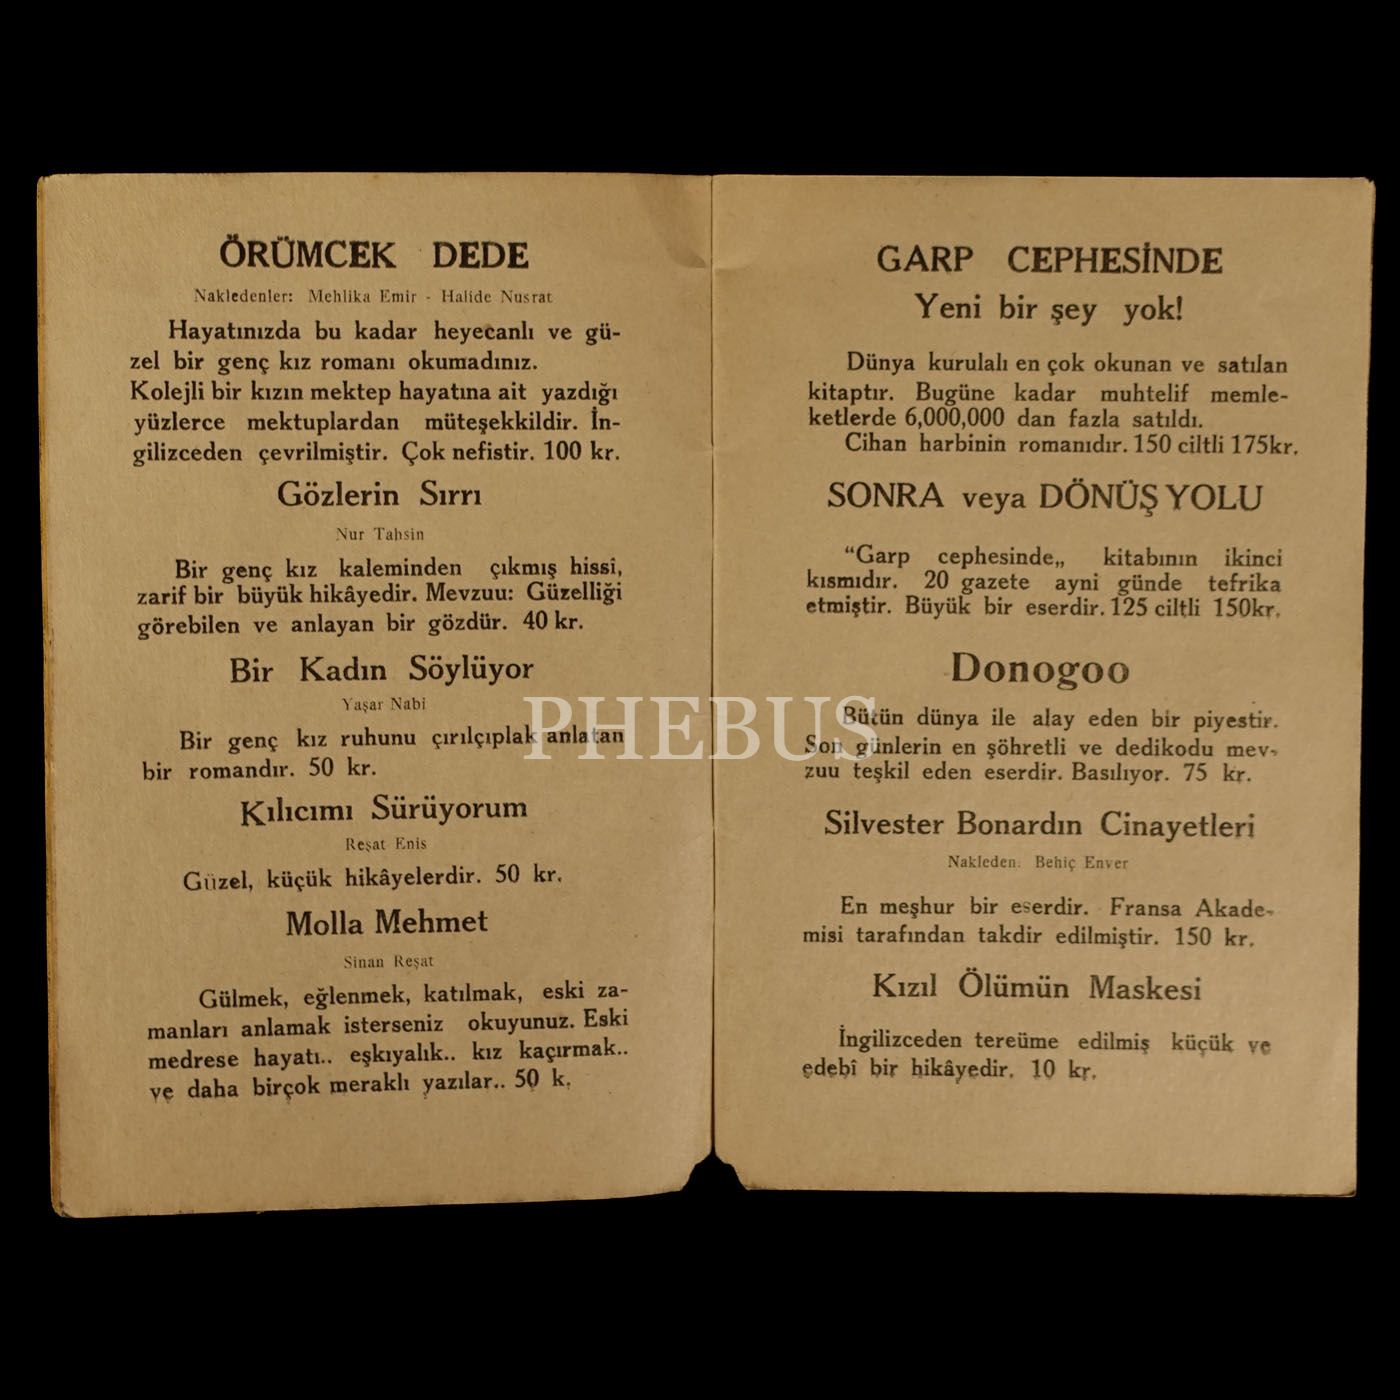 ÖRÜMCEK DEDE
Nakledenler: Mehlika Emir - Halide Nusrat
Hayatınızda bu kadar heyecanlı ve gü-
zel bir genç kız romanı okumadınız.
Kolejli bir kızın mektep hayatına ait yazdığı
yüzlerce mektuplardan müteşekkildir. İn-
gilizceden çevrilmiştir. Çok nefistir. 100 kr.
Gözlerin Sırrı
Nur Tahsin
Bir genç kız kaleminden çıkmış hissî,
zarif bir büyük hikâyedir. Mevzuu: Güzelliği
görebilen ve anlayan bir gözdür. 40 kr.
Bir Kadın Söylüyor
Yaşar Nabi
Bir genç kız ruhunu çırılçıplak anlatan
bir romandır. 50 kr.
Kılıcımı Sürüyorum
Reşat Enis
Güzel, küçük hikâyelerdir. 50 kr.
Molla Mehmet
Sinan Reşat
Gülmek, eğlenmek, katılmak, eski za-
manları anlamak isterseniz okuyunuz. Eski
medrese hayatı.. eşkıyalık.. kız kaçırmak..
ve daha birçok meraklı yazılar.. 50 k.
GARP CEPHESİNDE
Yeni bir şey yok!
Dünya kurulalı en çok okunan ve satılan
kitaptır. Bugüne kadar muhtelif memle-
ketlerde 6,000,000 dan fazla satıldı.
Cihan harbinin romanıdır. 150 ciltli 175kr.
SONRA veya DÖNÜŞ YOLU
“Garp cephesinde„ kitabının ikinci
kısmıdır. 20 gazete ayni günde tefrika
etmiştir. Büyük bir eserdir. 125 ciltli 150kr.
Donogoo
Bütün dünya ile alay eden bir piyestir.
Son günlerin en şöhretli ve dedikodu mev-
zuu teşkil eden eserdir. Basılıyor. 75 kr.
Silvester Bonardın Cinayetleri
Nakleden: Behiç Enver
En meşhur bir eserdir. Fransa Akade-
misi tarafından takdir edilmiştir. 150 kr.
Kızıl Ölümün Maskesi
İngilizceden tereüme edilmiş küçük ve
edebî bir hikâyedir. 10 kr.
PHEBUS